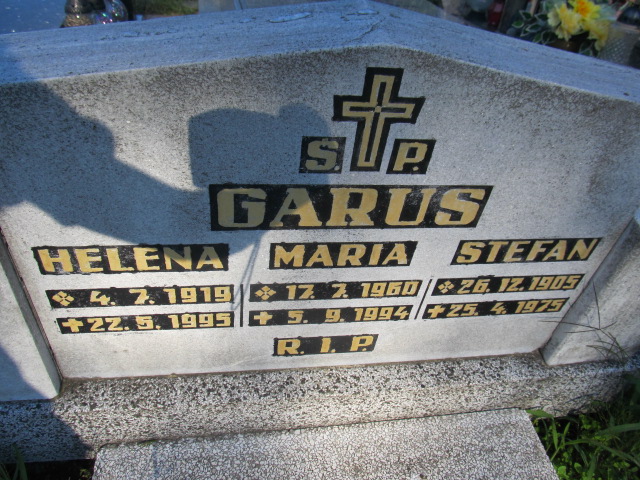 S. P.
GARUS
HELENA MARIA STEFAN
4. 7. 1919 17. 7. 1960 26. 12. 1905
22. 5. 1995 5. 9. 1994 25. 4. 1975
R. I. P.